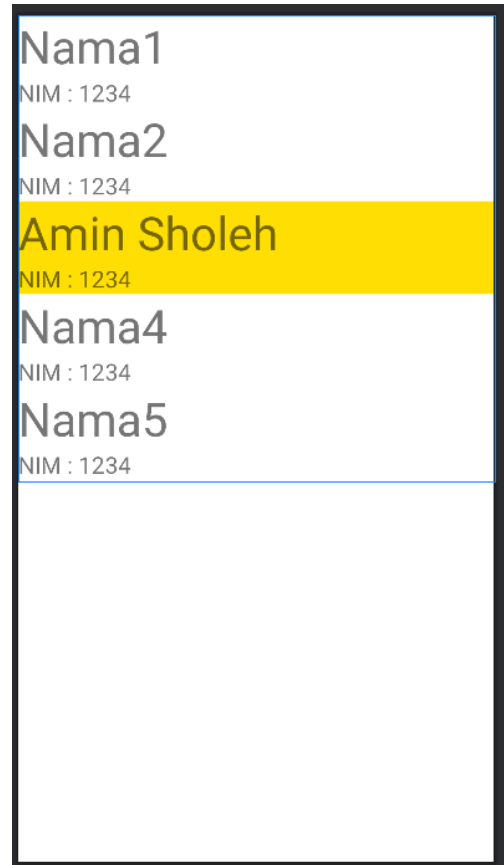 Nama1
NIM : 1234
Nama2
NIM : 1234
Amin Sholeh
NIM : 1234
Nama4
NIM : 1234
Nama5
NIM : 1234